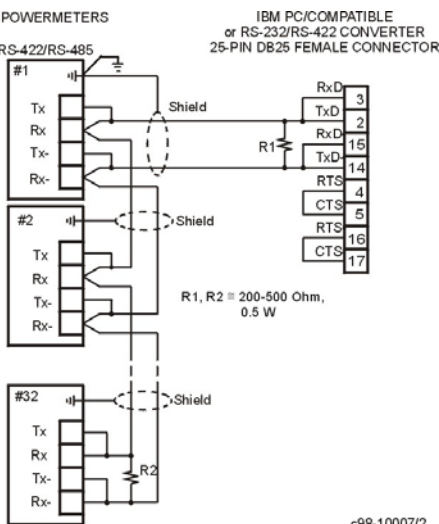 POWERMETERS
IBM PC/COMPATIBLE
or RS-232/RS-422 CONVERTER
25-PIN DB25 FEMALE CONNECTOR
RS-422/RS-485
#1
Tx
Rx
Tx-
Rx-
Shield
R1
RxD
3
TxD
2
RxD
15
TxD
14
RTS
4
CTS
5
RTS
16
CTS
17
#2
Tx
Rx
Tx-
Rx-
Shield
R1, R2 = 200-500 Ohm,
0.5 W
#32
Tx
Rx
Tx-
Rx-
Shield
R2
c98-10007/2